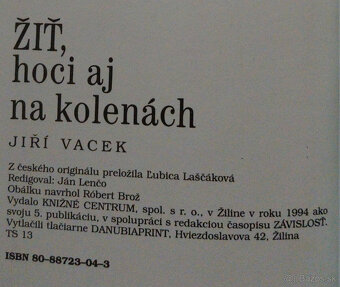 ŽIŤ,
hoci aj
na kolenách
JIŘÍ VACEK
Z českého originálu preložila Ľubica Laščáková
Redigoval: Ján Lenčo
Obálku navrhol Róbert Brož
Vydalo KNIŽNÉ CENTRUM, spol. s r. o., v Žiline v roku 1994 ako
svoju 5. publikáciu, v spolupráci s redakciou časopisu ZÁVISLOSŤ.
Vytlačili tlačiarne DANUBIAPRINT, Hviezdoslavova 42, Žilina
TS 13
ISBN 80-88723-04-3